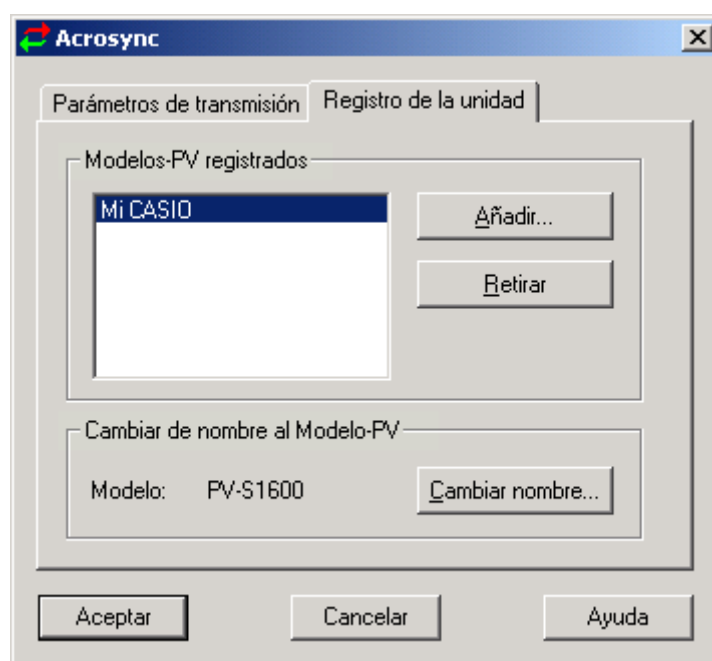 Acrosync
Parámetros de transmisión
Registro de la unidad
Modelos-PV registrados
Mi CASIO
Añadir...
Retirar
Cambiar de nombre al Modelo-PV
Modelo: PV-S1600
Cambiar nombre...
Aceptar
Cancelar
Ayuda